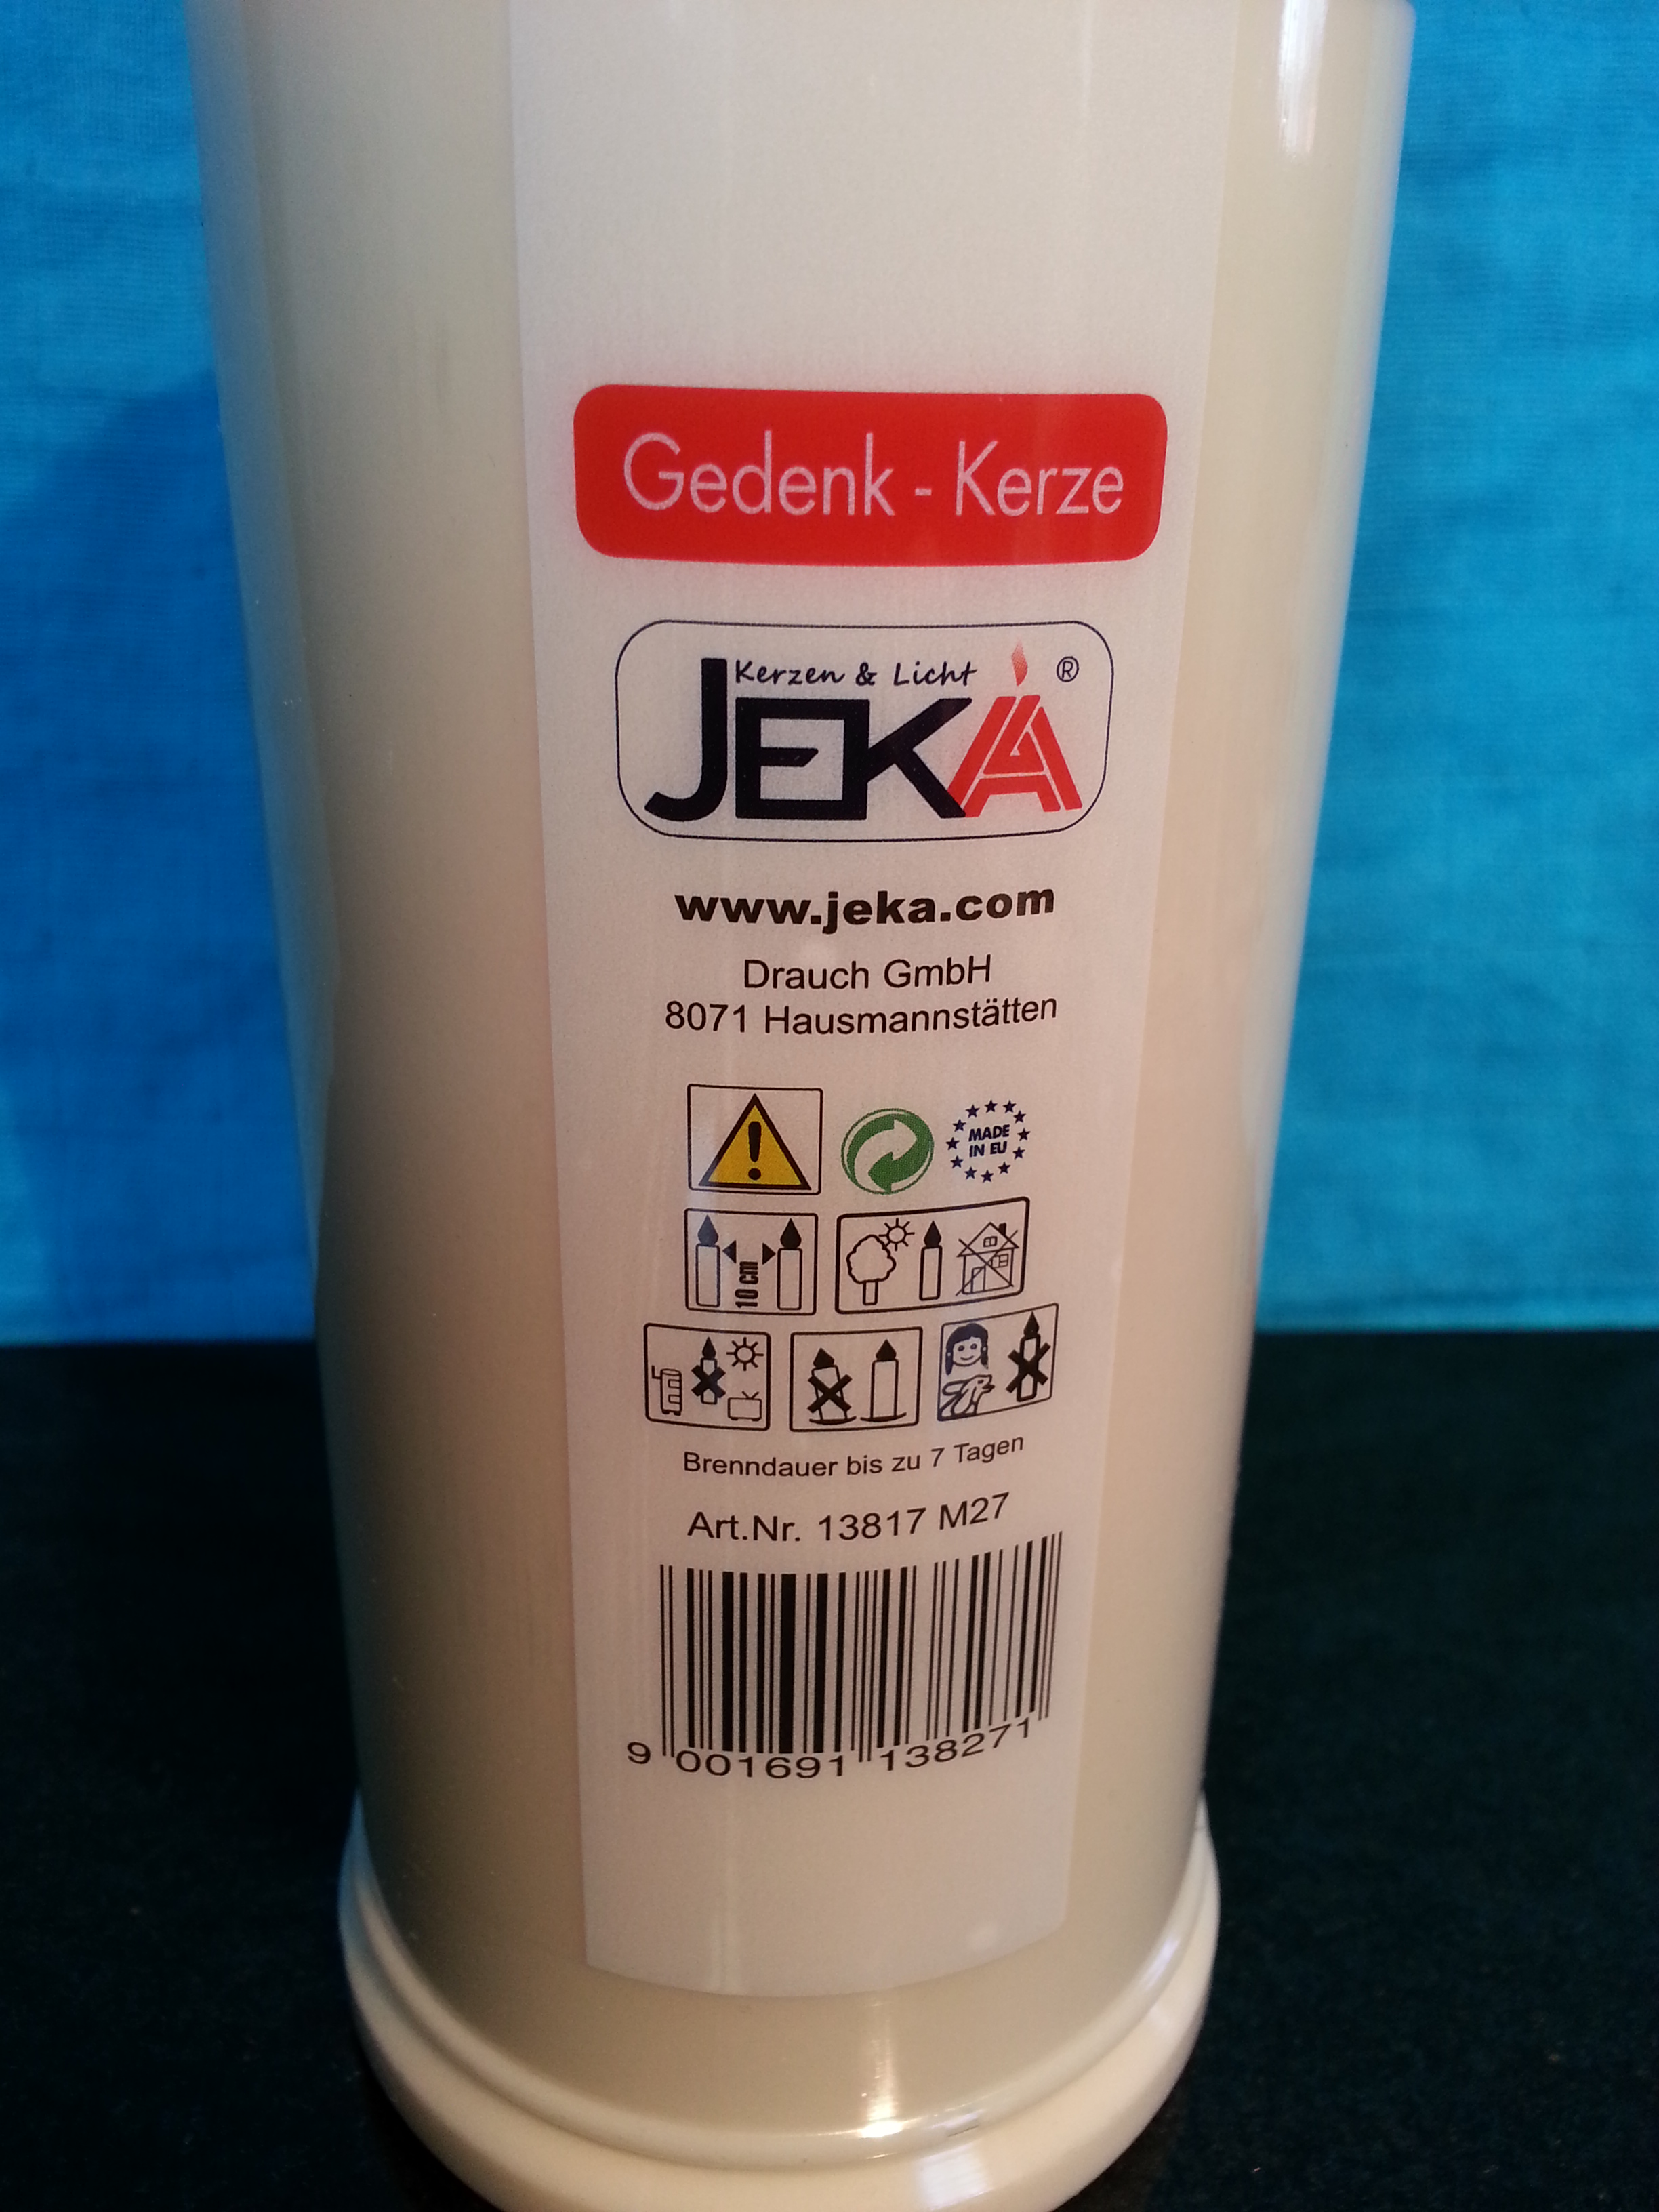 Gedenk - Kerze
Kerzen & Licht
JEKA ®
www.jeka.com
Drauch GmbH
8071 Hausmannstätten
MADE
IN EU
10 cm
Brenndauer bis zu 7 Tagen
Art.Nr. 13817 M27
9 001691 138271